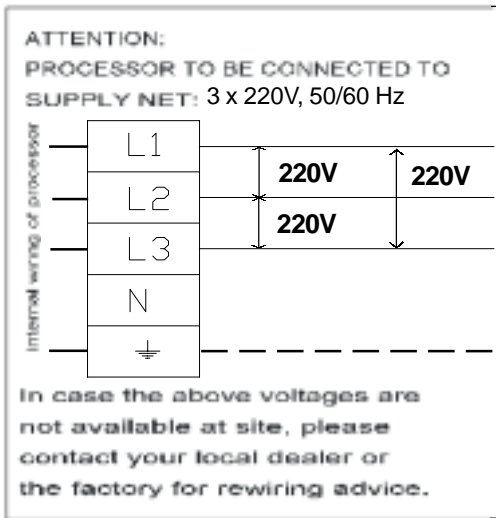 ATTENTION:
PROCESSOR TO BE CONNECTED TO
SUPPLY NET: 3 x 220V, 50/60 Hz
Internal wiring of processor
L1
220V
220V
L2
220V
L3
N
In case the above voltages are
not available at site, please
contact your local dealer or
the factory for rewiring advice.